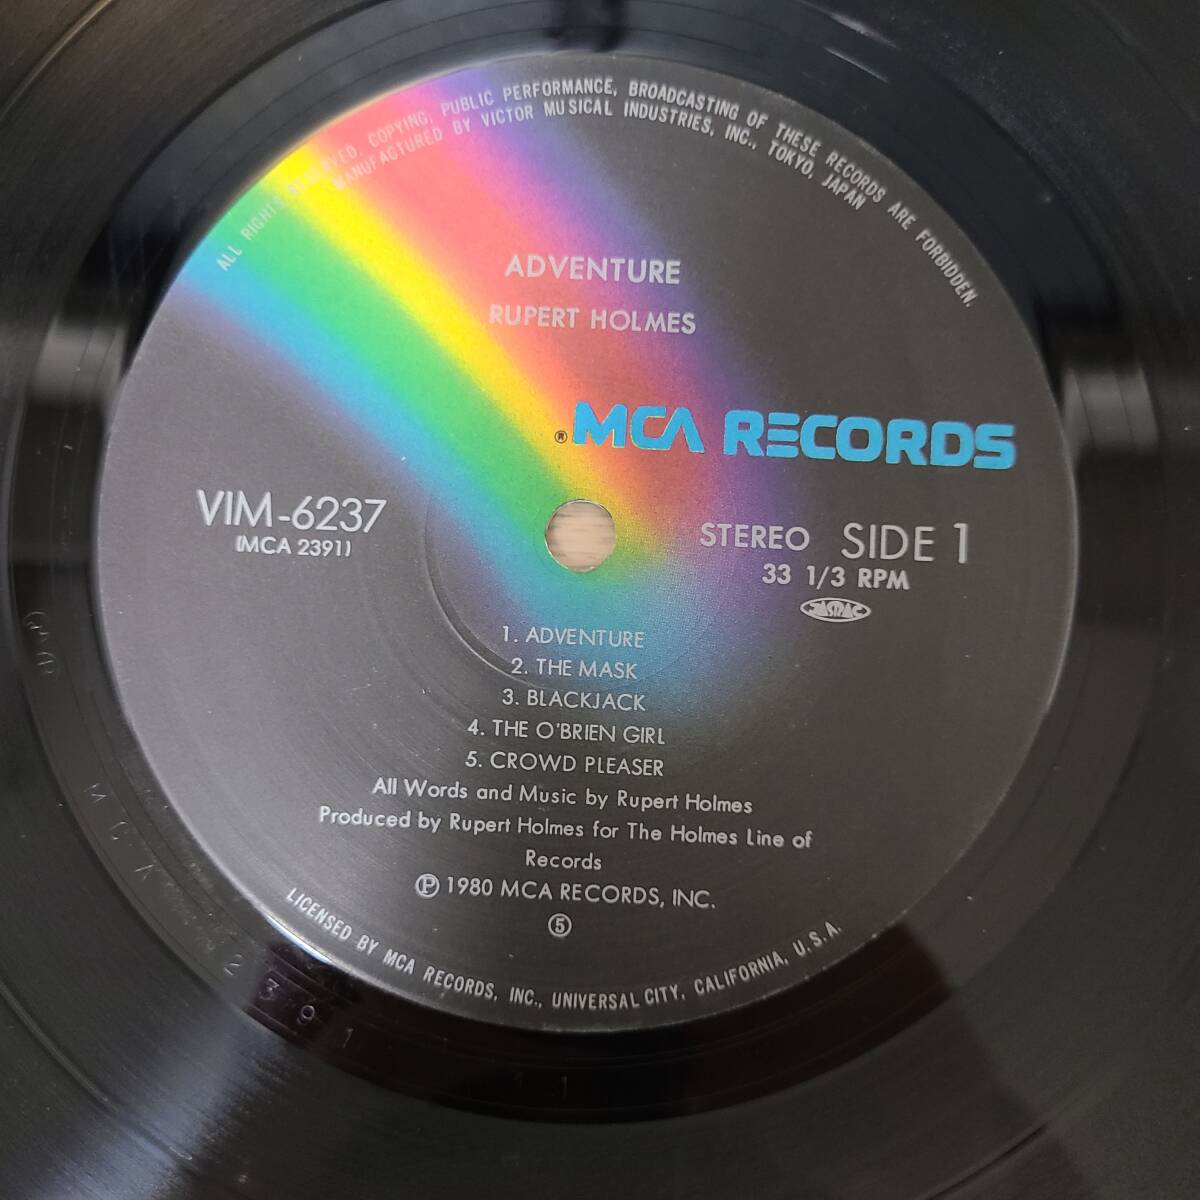 ALL RIGHTS RESERVED. COPYING, PUBLIC PERFORMANCE, BROADCASTING OF THESE RECORDS ARE FORBIDDEN.
MANUFACTURED BY VICTOR MUSICAL INDUSTRIES, INC., TOKYO, JAPAN
ADVENTURE
RUPERT HOLMES
® MCA RECORDS
VIM-6237
(MCA 2391)
STEREO SIDE 1
33 1/3 RPM
JASRAC
1. ADVENTURE
2. THE MASK
3. BLACKJACK
4. THE O'BRIEN GIRL
5. CROWD PLEASER
All Words and Music by Rupert Holmes
Produced by Rupert Holmes for The Holmes Line of
Records
℗ 1980 MCA RECORDS, INC.
⑤
LICENSED BY MCA RECORDS, INC., UNIVERSAL CITY, CALIFORNIA, U.S.A.
MCA 2391 11